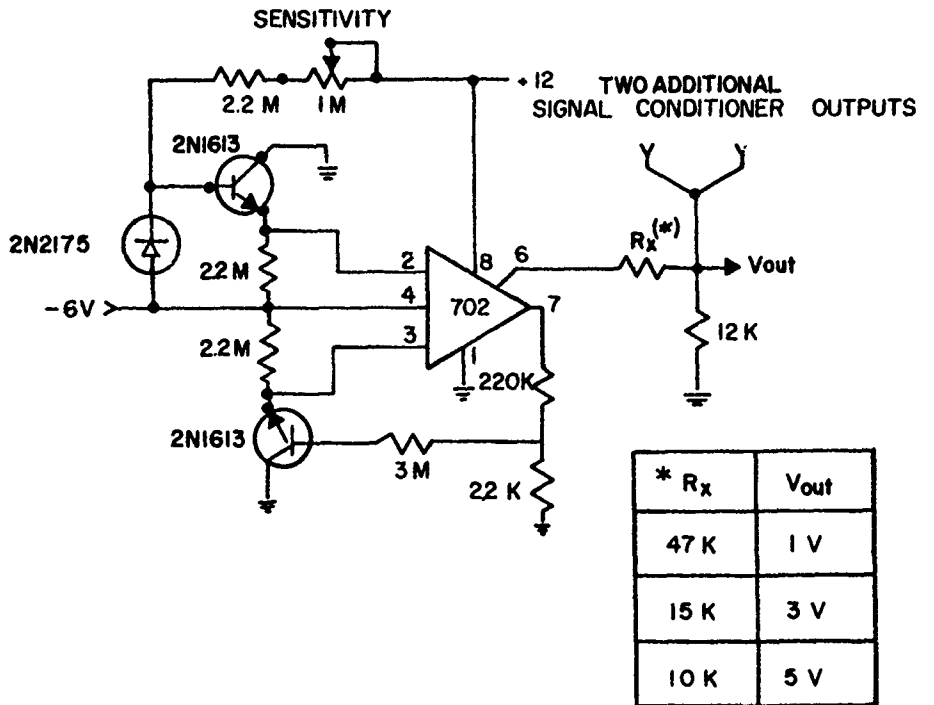 SENSITIVITY
2.2 M
1 M
+12
TWO ADDITIONAL
SIGNAL CONDITIONER OUTPUTS
2N1613
2N2175
2.2 M
-6V
2.2 M
2
4
3
8
702
1
6
7
Rx(*)
Vout
12 K
220K
2N1613
3 M
22 K
* Rx Vout
47 K 1 V
15 K 3 V
10 K 5 V